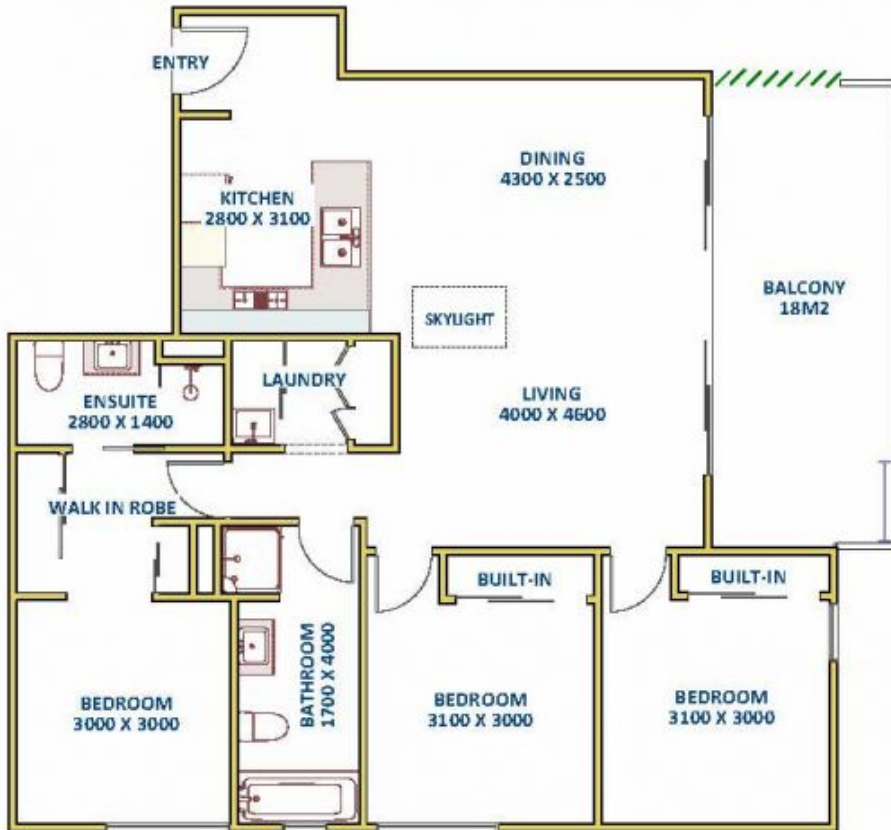 ENTRY
DINING
4300 X 2500
KITCHEN
2800 X 3100
BALCONY
18M2
SKYLIGHT
LAUNDRY
ENSUITE
2800 X 1400
LIVING
4000 X 4600
WALK IN ROBE
BUILT-IN
BUILT-IN
BATHROOM
1700 X 4000
BEDROOM
3000 X 3000
BEDROOM
3100 X 3000
BEDROOM
3100 X 3000